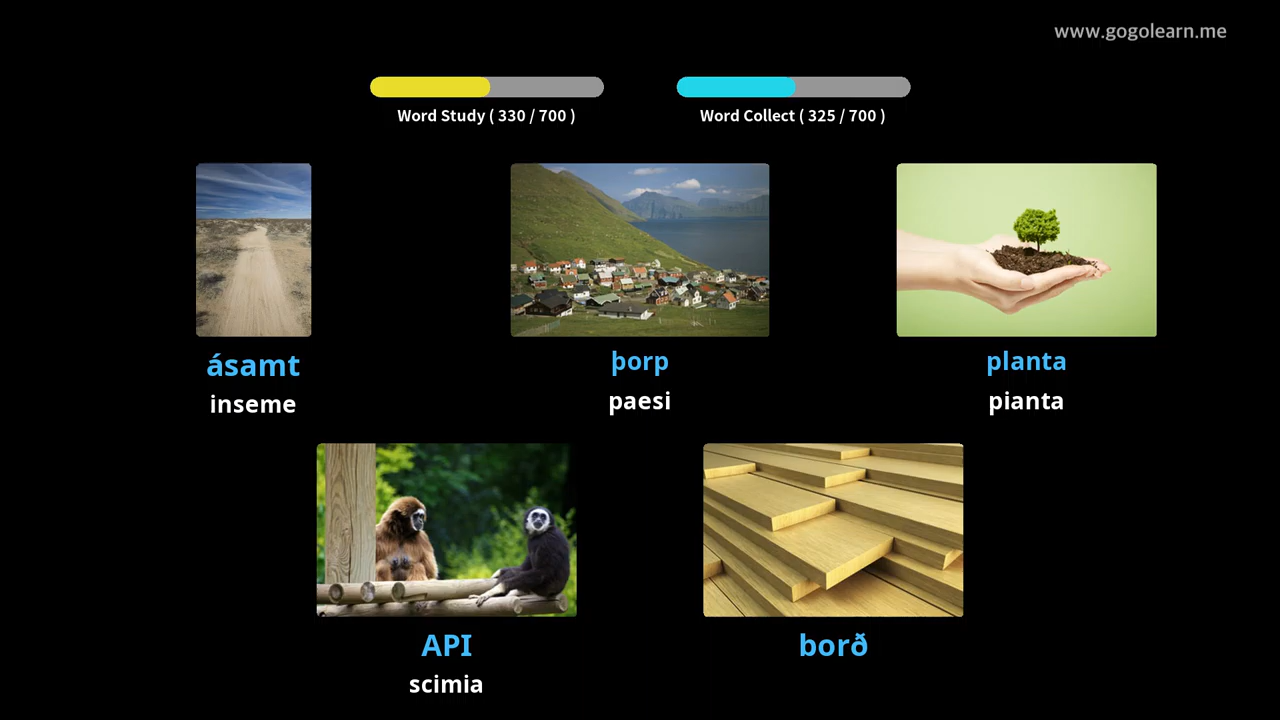 www.gogolearn.me
Word Study ( 330 / 700 )
Word Collect ( 325 / 700 )
ásamt
inseme
þorp
paesi
planta
pianta
API
scimia
borð